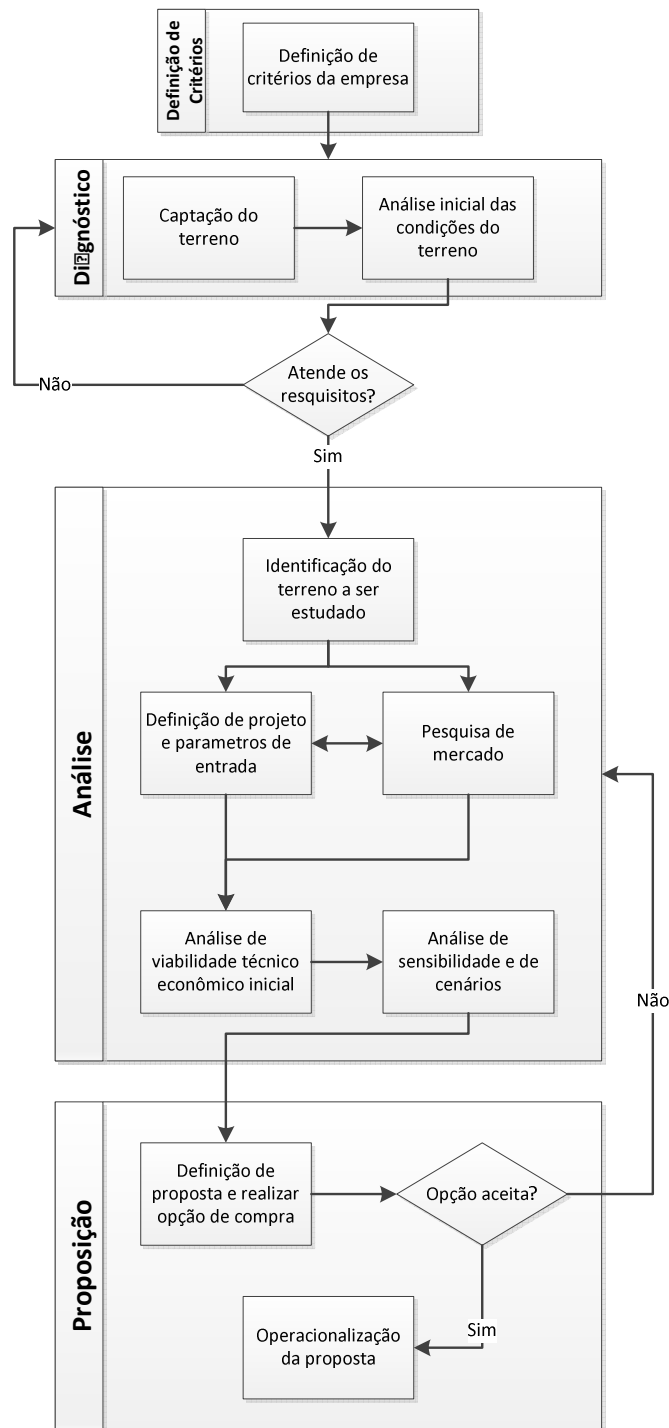 Definição de
Critérios
Definição de
critérios da empresa
Captação do
terreno
Análise inicial das
condições do
terreno
Atende os
resquisitos?
Não
Sim
Análise
Identificação do
terreno a ser
estudado
Definição de projeto
e parametros de
entrada
Pesquisa de
mercado
Análise de
viabilidade técnico
econômico inicial
Análise de
sensibilidade e de
cenários
Não
Proposição
Definição de
proposta e realizar
opção de compra
Opção aceita?
Sim
Operacionalização
da proposta